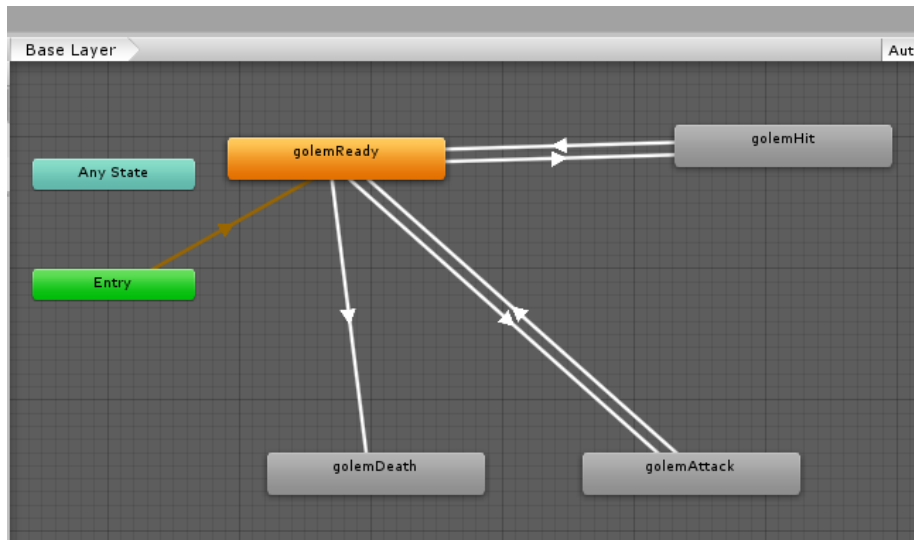 Base Layer
Aut
golemReady
golemHit
Any State
Entry
golemDeath
golemAttack